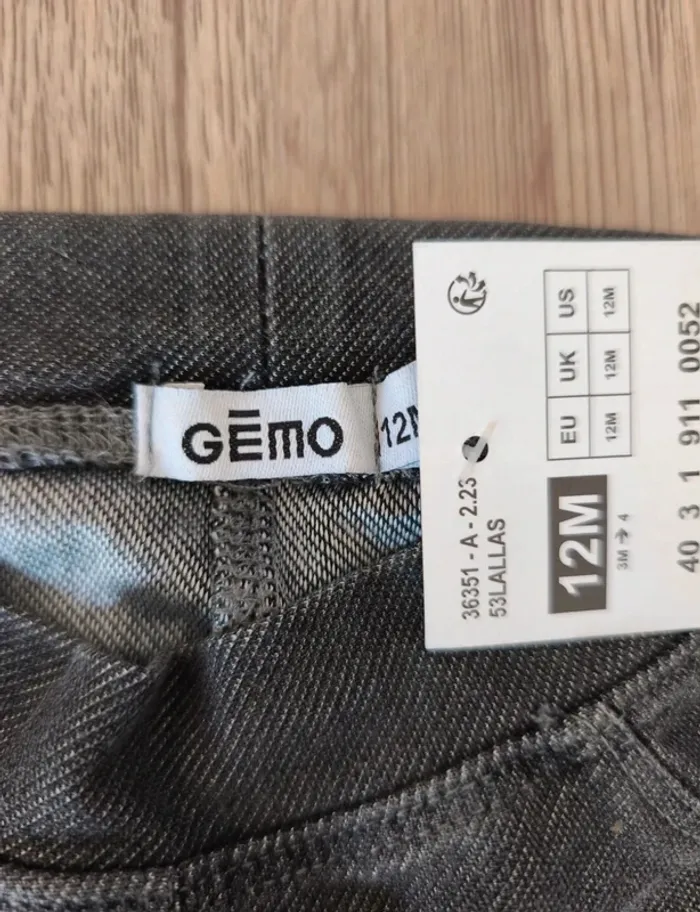 GEMO
12M
36351 - A - 2.23
53LALLAS
EU UK US
12M 12M 12M
12M
3M → 4
40 3 1 911 0052